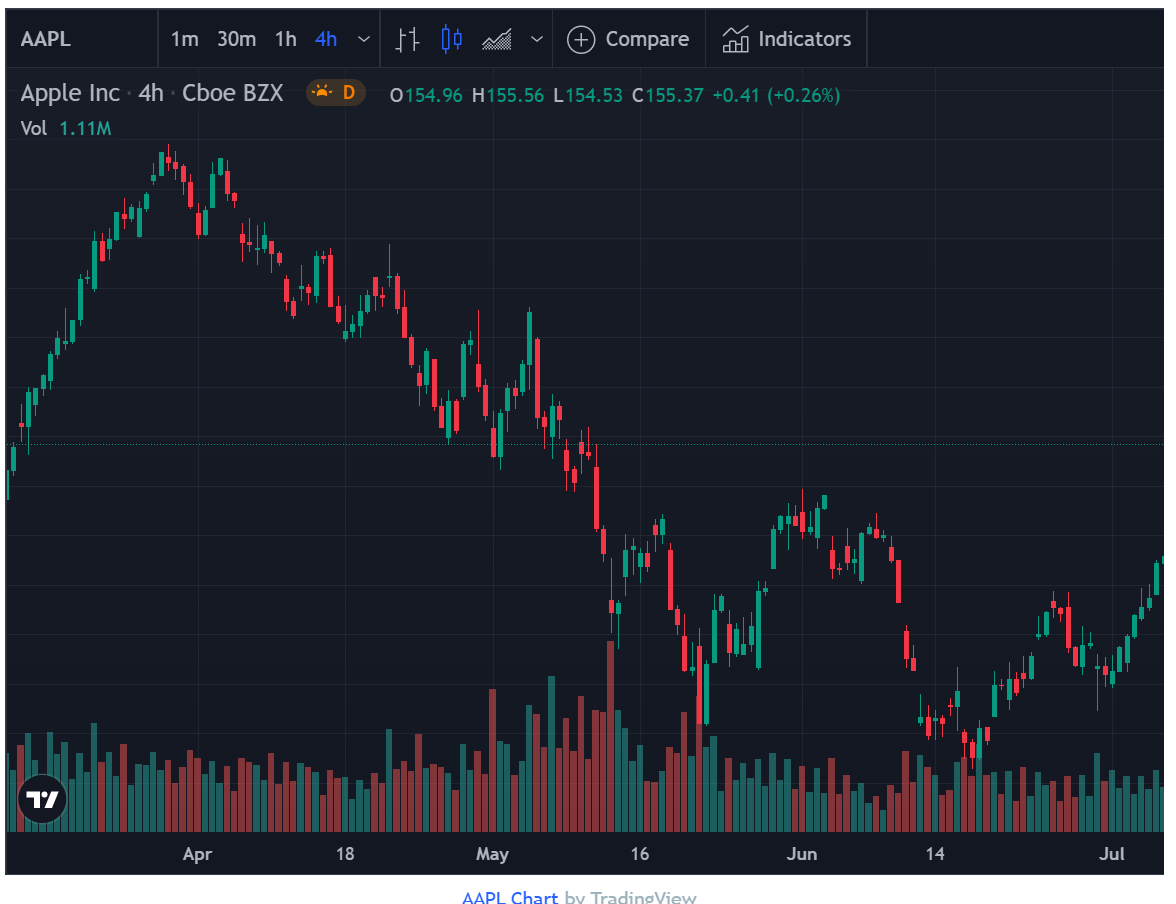 AAPL 1m 30m 1h 4h Compare Indicators
Apple Inc · 4h · Cboe BZX D O154.96 H155.56 L154.53 C155.37 +0.41 (+0.26%)
Vol 1.11M
Apr 18 May 16 Jun 14 Jul
AAPL Chart by TradingView